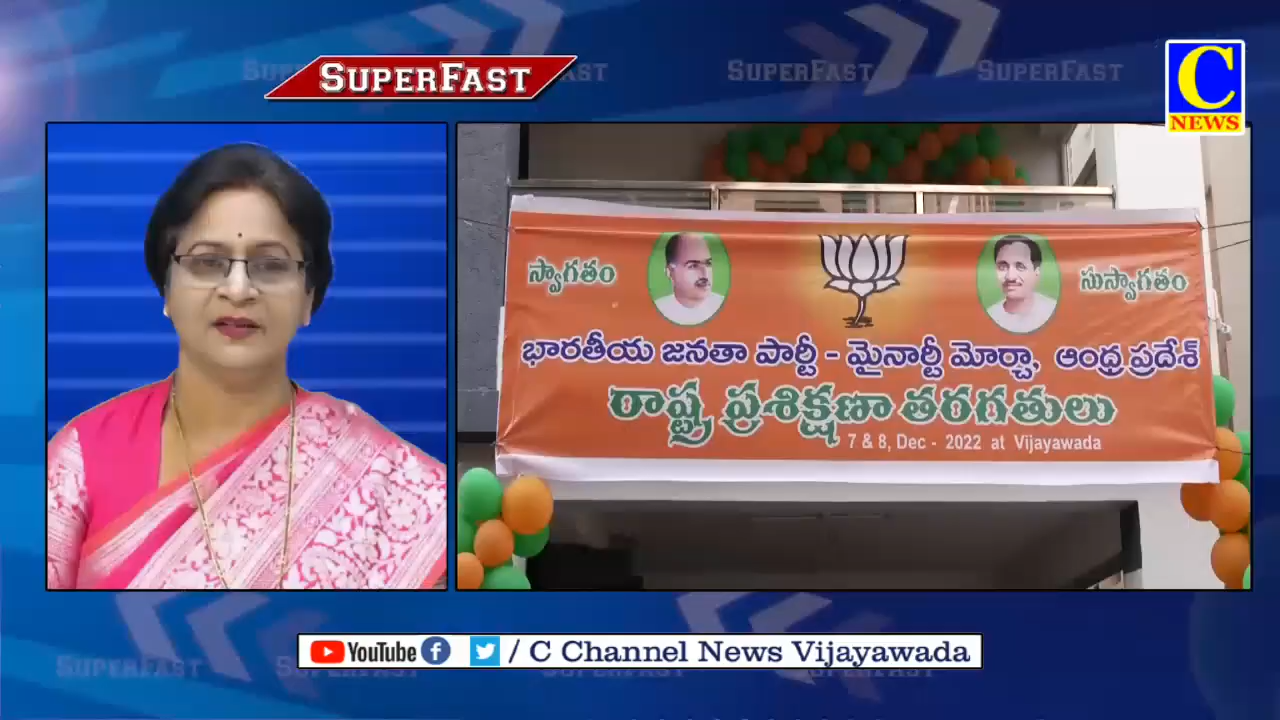 SUPERFAST
C
NEWS
స్వాగతం
సుస్వాగతం
భారతీయ జనతా పార్టీ - మైనార్టీ మోర్చా, ఆంధ్ర ప్రదేశ్
రాష్ట్ర ప్రశిక్షణా తరగతులు
7 & 8, Dec - 2022 at Vijayawada
YouTube / C Channel News Vijayawada
SUPERFAST SUPERFAST SUPERFAST